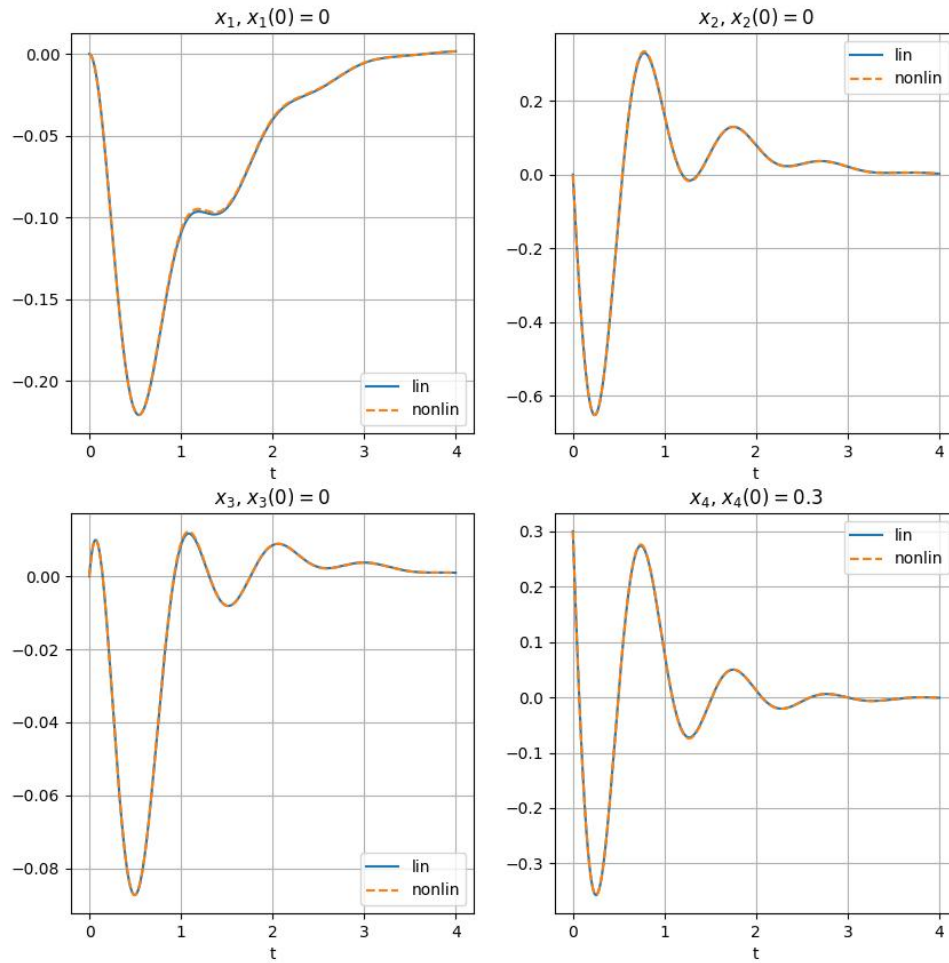 x₁, x₁(0) = 0
0.00
−0.05
−0.10
−0.15
−0.20
lin
nonlin
0 1 2 3 4
t
x₂, x₂(0) = 0
0.2
0.0
−0.2
−0.4
−0.6
lin
nonlin
0 1 2 3 4
t
x₃, x₃(0) = 0
0.00
−0.02
−0.04
−0.06
−0.08
lin
nonlin
0 1 2 3 4
t
x₄, x₄(0) = 0.3
0.3
0.2
0.1
0.0
−0.1
−0.2
−0.3
lin
nonlin
0 1 2 3 4
t